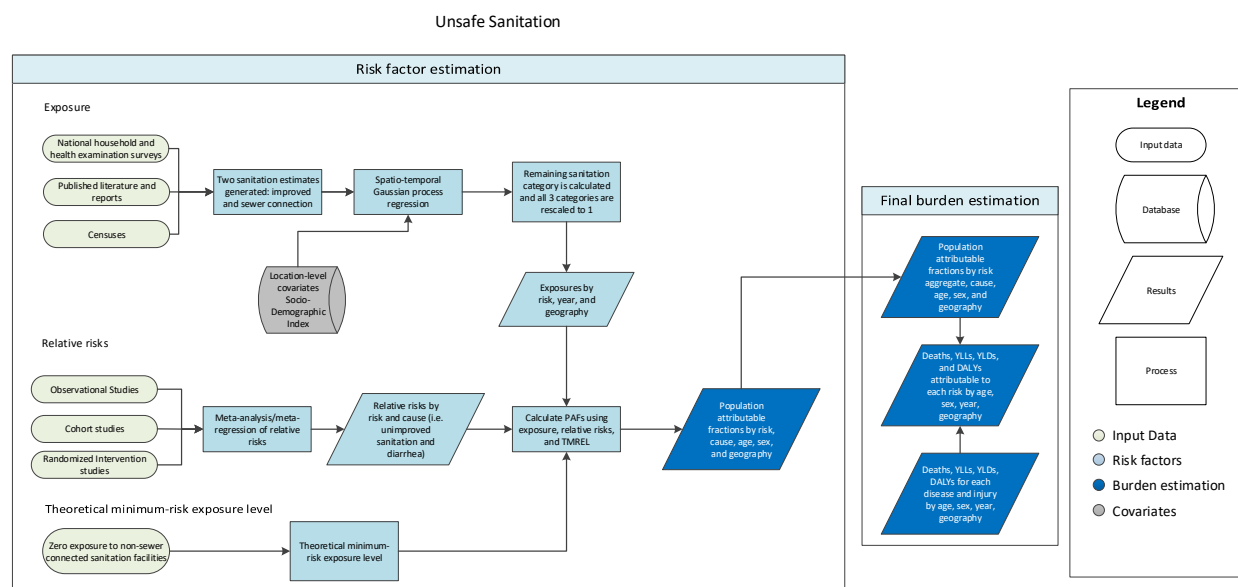 Unsafe Sanitation
Risk factor estimation
Exposure
National household and
health examination surveys
Published literature and
reports
Censuses
Two sanitation estimates
generated: improved
and sewer connection
Spatio-temporal
Gaussian process
regression
Remaining sanitation
category is calculated
and all 3 categories are
rescaled to 1
Location-level
covariates
Socio-
Demographic
Index
Exposures by
risk, year, and
geography
Relative risks
Observational Studies
Cohort studies
Randomized Intervention
studies
Meta-analysis/meta-
regression of relative
risks
Relative risks by
risk and cause (i.e.
unimproved
sanitation and
diarrhea)
Calculate PAFs using
exposure, relative risks,
and TMREL
Population
attributable
fractions by risk,
cause, age, sex,
and geography
Theoretical minimum-risk exposure level
Zero exposure to non-sewer
connected sanitation facilities
Theoretical minimum-
risk exposure level
Final burden estimation
Population
attributable
fractions by risk
aggregate, cause,
age, sex, and
geography
Deaths, YLLs, YLDs,
and DALYs
attributable to
each risk by age,
sex, year,
geography
Deaths, YLLs, YLDs,
DALYs for each
disease and injury
by age, sex, year,
geography
Legend
Input data
Database
Results
Process
Input Data
Risk factors
Burden estimation
Covariates